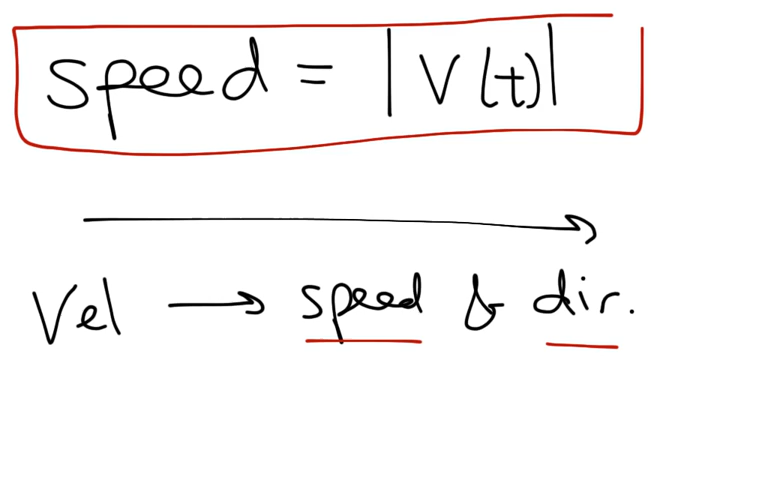 speed = |V(t)|
Vel → speed & dir.